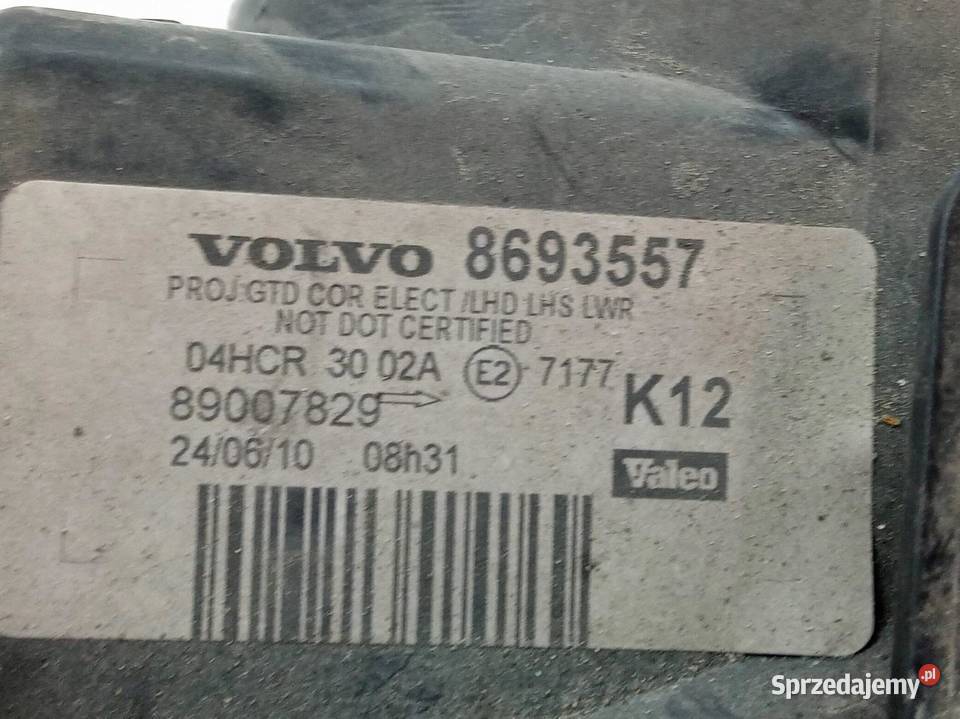 VOLVO 8693557
PROJ:GTD COR ELECT /LHD LHS LWR
NOT DOT CERTIFIED
04HCR 30 02A E2 7177
89007829 K12
24/06/10 08h31
Valeo
Sprzedajemy.pl